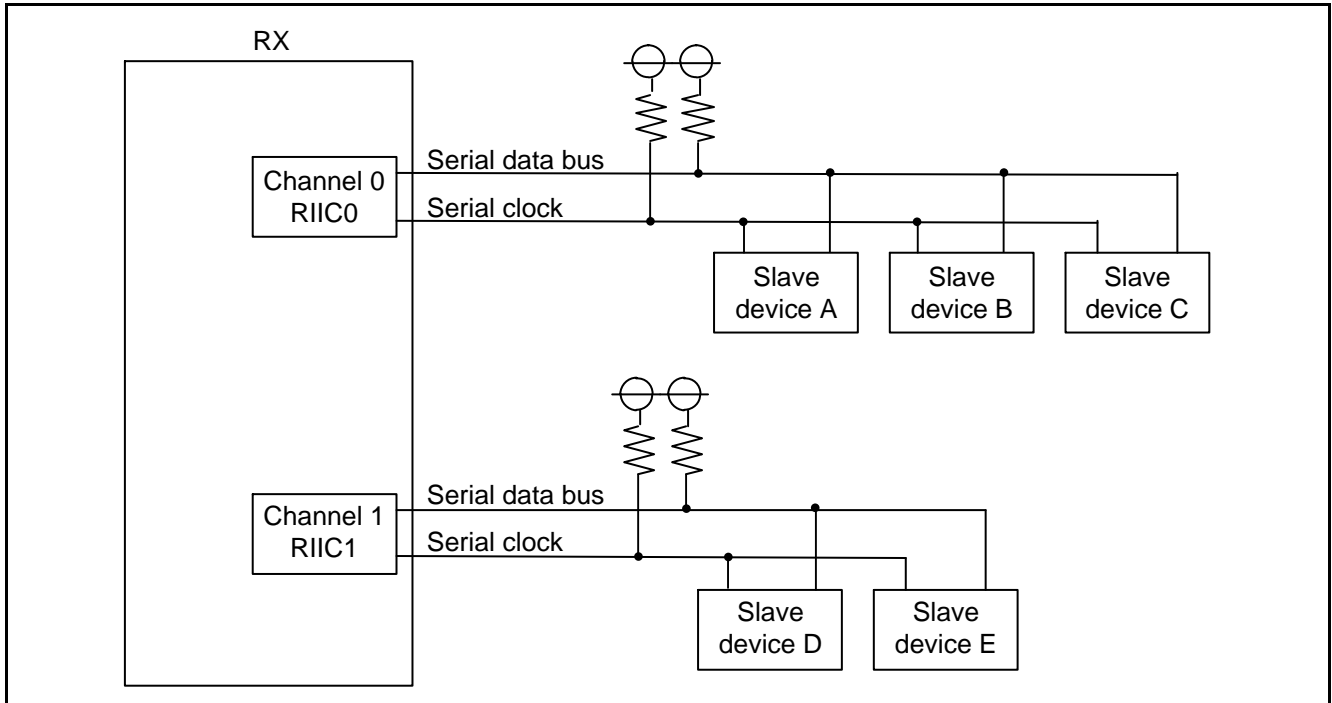 RX
Channel 0
RIIC0
Serial data bus
Serial clock
Slave
device A
Slave
device B
Slave
device C
Channel 1
RIIC1
Serial data bus
Serial clock
Slave
device D
Slave
device E